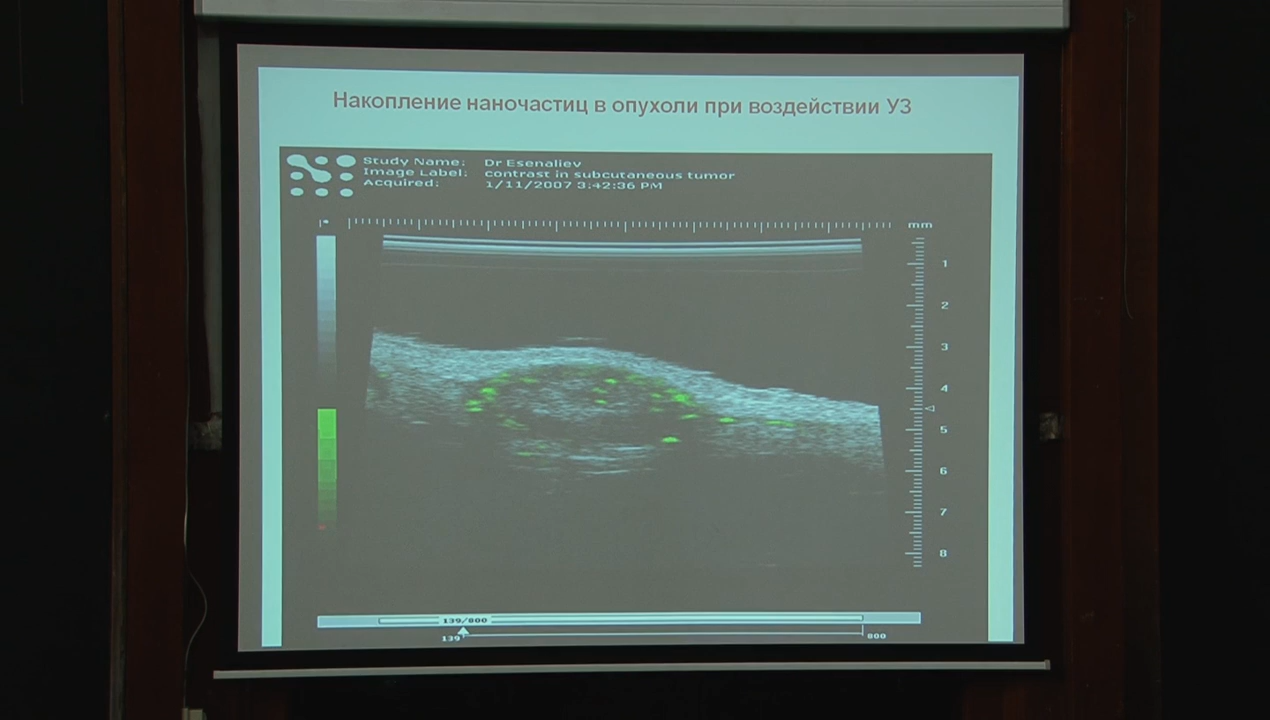 Накопление наночастиц в опухоли при воздействии УЗ
Study Name: Dr Esenaliev
Image Label: contrast in subcutaneous tumor
Acquired: 1/11/2007 3:42:36 PM
mm
1
2
3
4
5
6
7
8
139/800
139
800